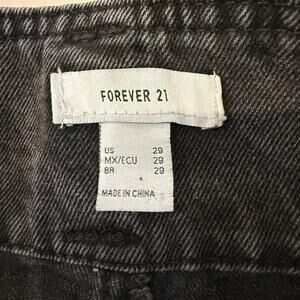 FOREVER 21
US 29
MX/ECU 29
BR 29
MADE IN CHINA